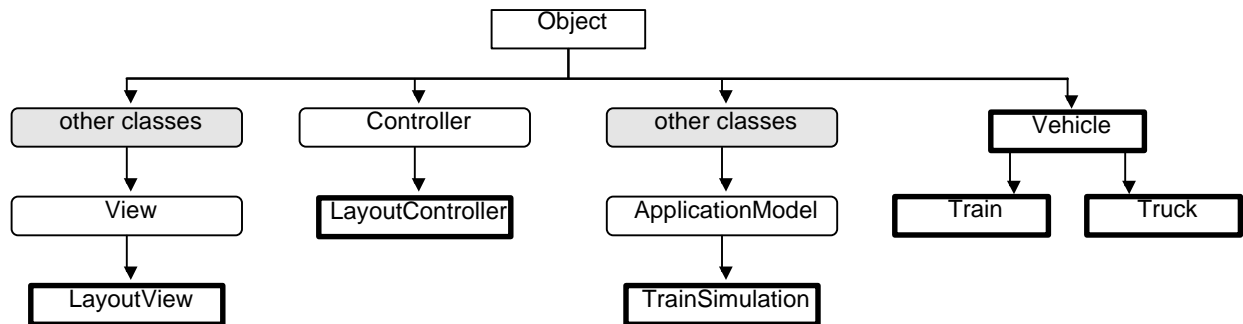 Object
other classes
Controller
other classes
Vehicle
View
LayoutController
ApplicationModel
Train
Truck
LayoutView
TrainSimulation